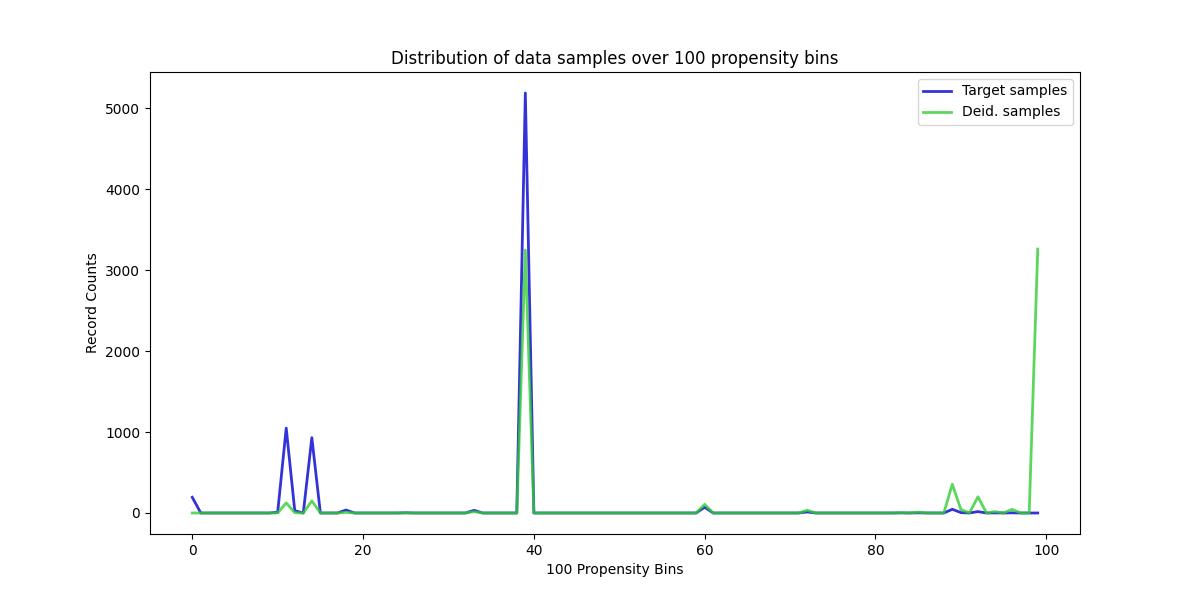 Distribution of data samples over 100 propensity bins
Target samples
Deid. samples
Record Counts
5000
4000
3000
2000
1000
0
0 20 40 60 80 100
100 Propensity Bins